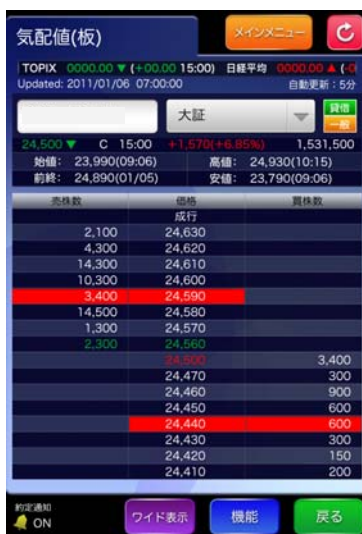 気配値(板)
メインメニュー
TOPIX 0000.00 ▼ (+00.00 15:00) 日経平均 0000.00 ▲ (-0
Updated: 2011/01/06 07:00:00 自動更新：5分
大証
貸借
一般
24,500 ▼ C 15:00 +1,570(+6.85%) 1,531,500
始値: 23,990(09:06) 高値: 24,930(10:15)
前終: 24,890(01/05) 安値: 23,790(09:06)
売株数 価格 買株数
成行
2,100 24,630
4,300 24,620
14,300 24,610
10,300 24,600
3,400 24,590
14,500 24,580
1,300 24,570
2,300 24,560
24,500 3,400
24,470 300
24,460 900
24,450 600
24,440 600
24,430 300
24,420 150
24,410 200
約定通知
ON
ワイド表示
機能
戻る